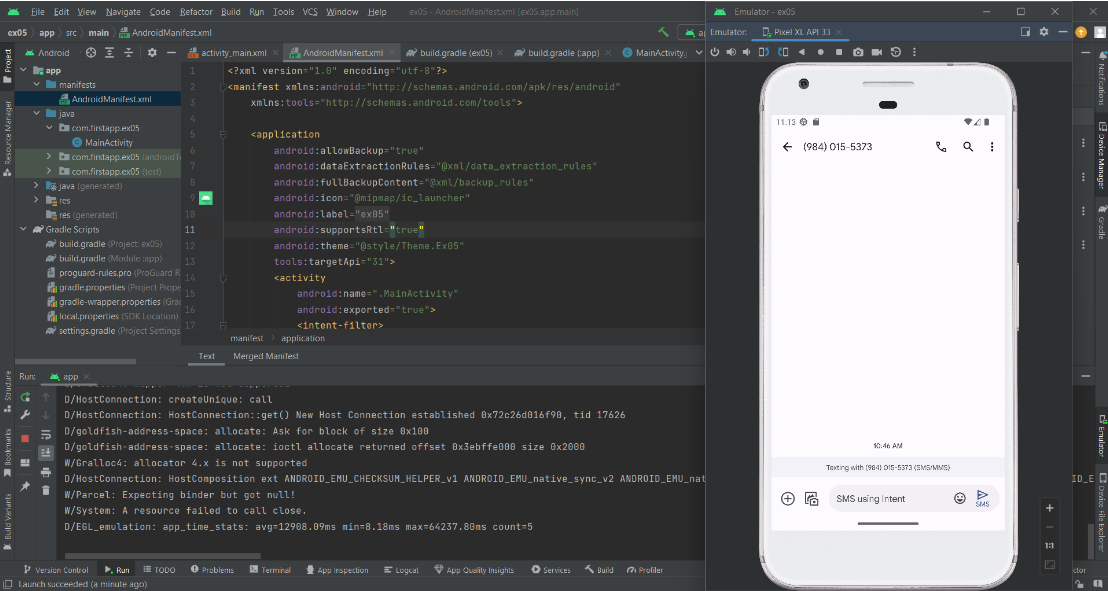 File Edit View Navigate Code Refactor Build Run Tools VCS Window Help ex05 – AndroidManifest.xml [ex05.app.main]
ex05 app src main AndroidManifest.xml
Android
activity_main.xml AndroidManifest.xml build.gradle (ex05) build.gradle (:app) MainActivity.j
Project
Resource Manager
Structure
Bookmarks
Build Variants
app
manifests
AndroidManifest.xml
java
com.firstapp.ex05
MainActivity
com.firstapp.ex05 (androidTe
com.firstapp.ex05 (test)
java (generated)
res
res (generated)
Gradle Scripts
build.gradle (Project: ex05)
build.gradle (Module :app)
proguard-rules.pro (ProGuard R
gradle.properties (Project Prope
gradle-wrapper.properties (Gra
local.properties (SDK Location)
settings.gradle (Project Settings
1 <?xml version="1.0" encoding="utf-8"?>
2 <manifest xmlns:android="http://schemas.android.com/apk/res/android"
3 xmlns:tools="http://schemas.android.com/tools">
4
5 <application
6 android:allowBackup="true"
7 android:dataExtractionRules="@xml/data_extraction_rules"
8 android:fullBackupContent="@xml/backup_rules"
9 android:icon="@mipmap/ic_launcher"
10 android:label="ex05"
11 android:supportsRtl="true"
12 android:theme="@style/Theme.Ex05"
13 tools:targetApi="31">
14 <activity
15 android:name=".MainActivity"
16 android:exported="true">
17 <intent-filter>
manifest application
Text Merged Manifest
Run: app
D/HostConnection: createUnique: call
D/HostConnection: HostConnection::get() New Host Connection established 0x72c26d016f90, tid 17626
D/goldfish-address-space: allocate: Ask for block of size 0x100
D/goldfish-address-space: allocate: ioctl allocate returned offset 0x3ebffe000 size 0x2000
W/Gralloc4: allocator 4.x is not supported
D/HostConnection: HostComposition ext ANDROID_EMU_CHECKSUM_HELPER_v1 ANDROID_EMU_native_sync_v2 ANDROID_EMU_nat
W/Parcel: Expecting binder but got null!
W/System: A resource failed to call close.
D/EGL_emulation: app_time_stats: avg=12908.09ms min=8.18ms max=64237.80ms count=5
Version Control Run TODO Problems Terminal App Inspection Logcat App Quality Insights Services Build Profiler
Launch succeeded (a minute ago)
Emulator - ex05
Emulator: Pixel XL API 33
11:13
(984) 015-5373
10:46 AM
Texting with (984) 015-5373 (SMS/MMS)
SMS using Intent
SMS
1:1
Notifications
Device Manager
Gradle
Emulator
Device File Explorer